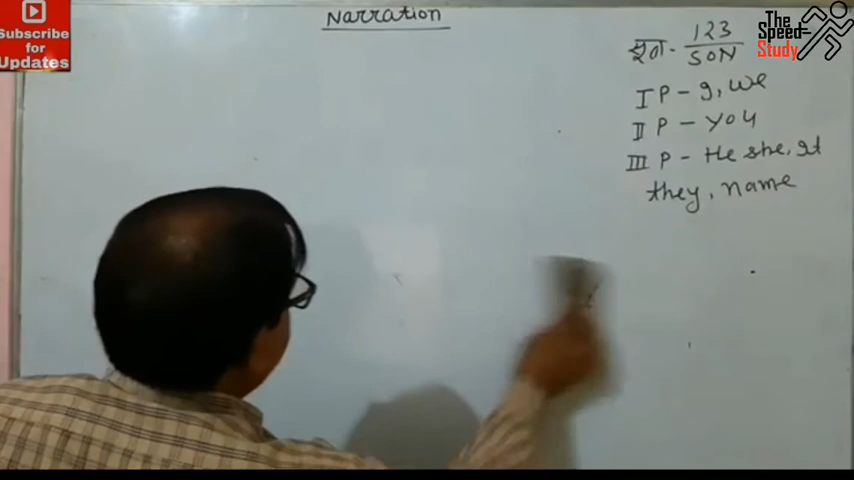 Subscribe
for
Updates
Narration
The
Speed
Study
सूत्र - 123
SON
I P - I, we
II P - You
III P - He she, It
they, name